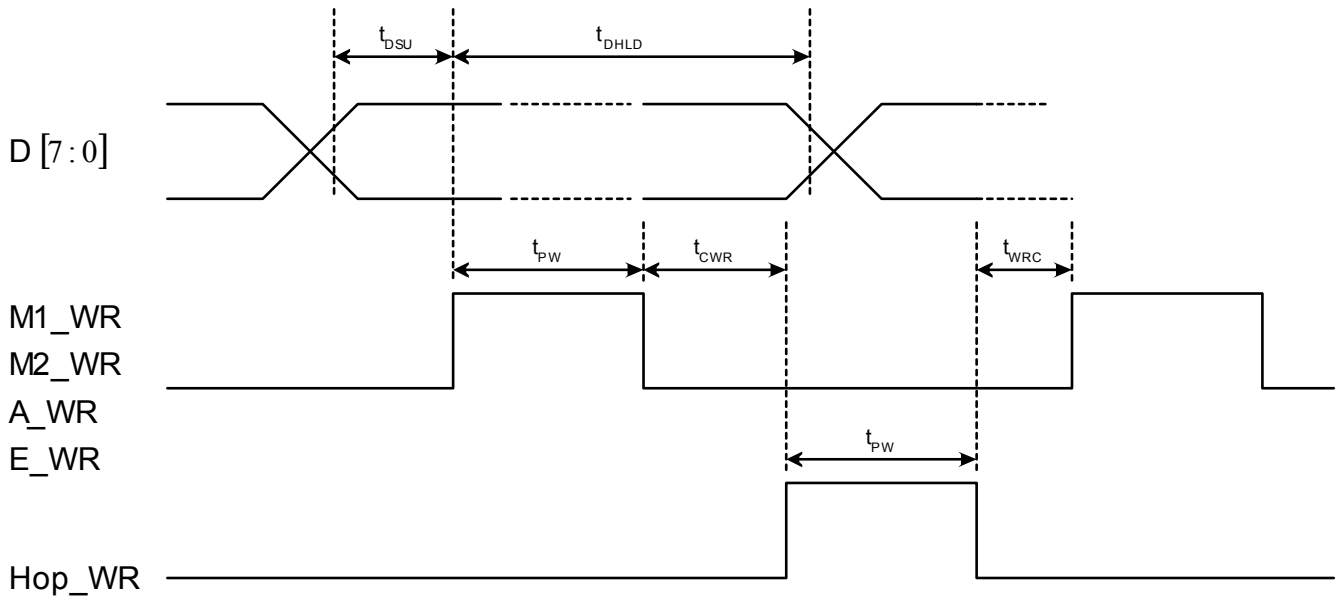 t_DSU t_DHLD
D [7 : 0]
t_PW t_CWR t_WRC
M1_WR
M2_WR
A_WR
E_WR
t_PW
Hop_WR